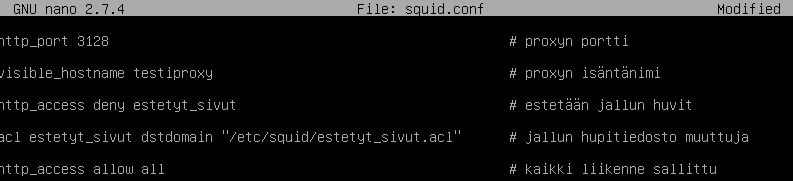 GNU nano 2.7.4 File: squid.conf Modified
http_port 3128 # proxyn portti
visible_hostname testiproxy # proxyn isäntänimi
http_access deny estetyt_sivut # estetään jallun huvit
acl estetyt_sivut dstdomain "/etc/squid/estetyt_sivut.acl" # jallun hupitiedosto muuttuja
http_access allow all # kaikki liikenne sallittu